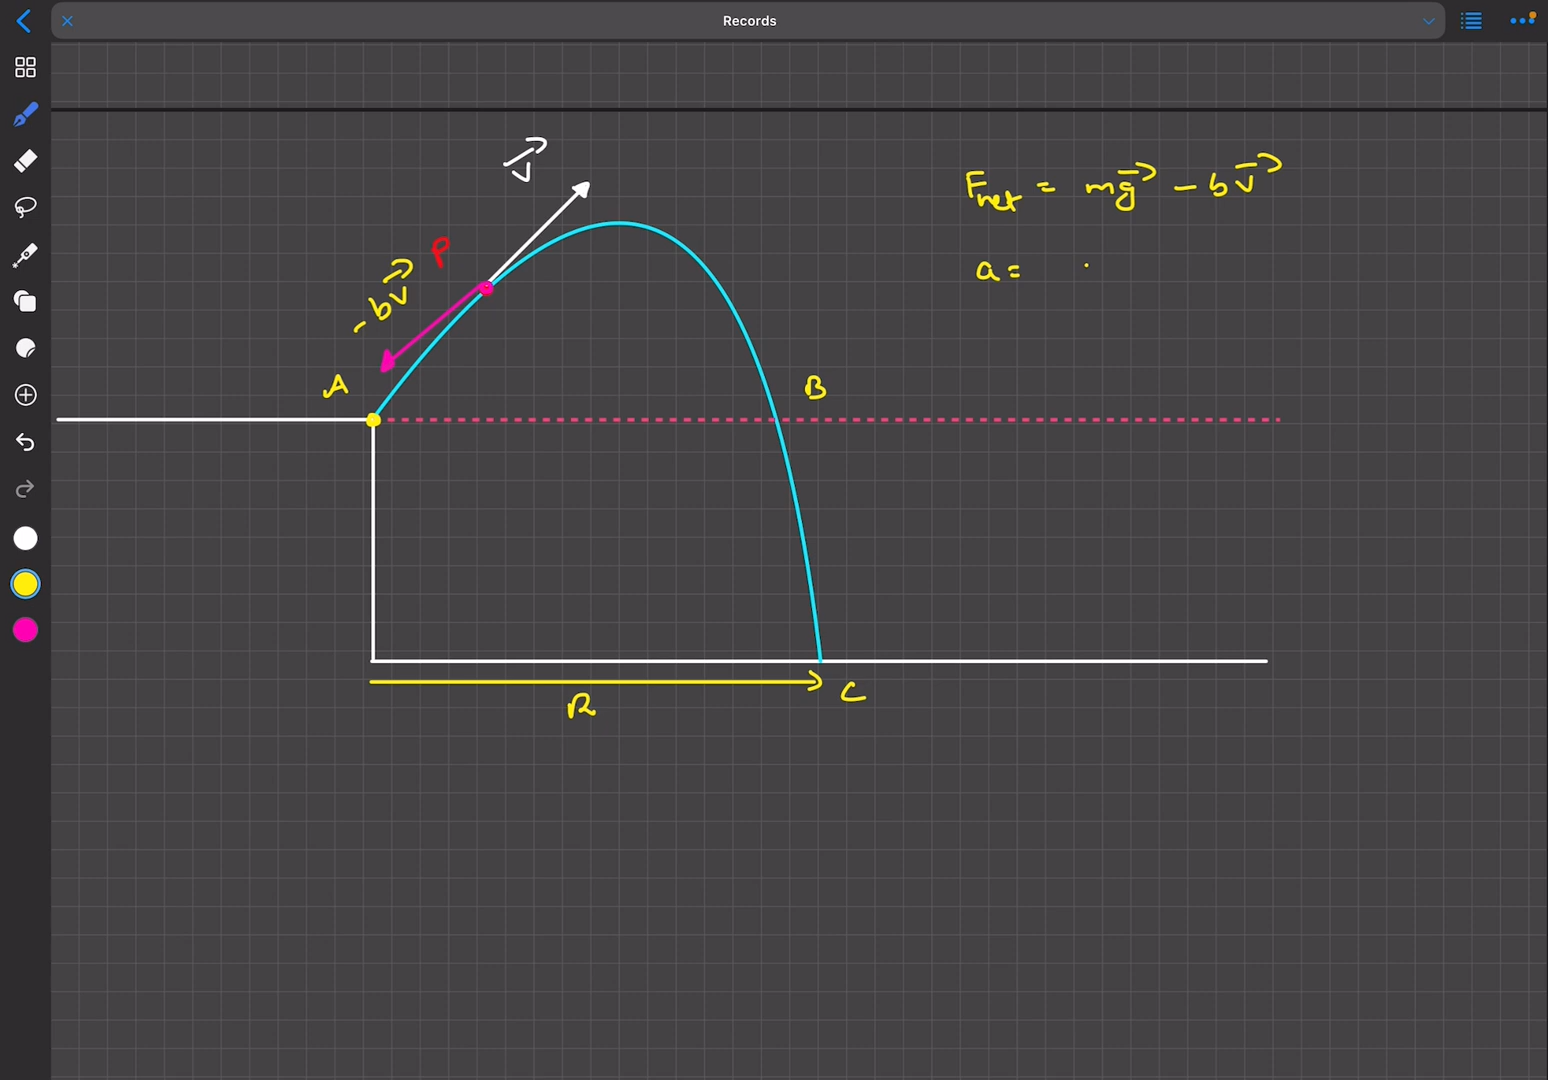 Records
v⃗
F_net = mg⃗ - bv⃗
P
a =
- bv⃗
A
B
C
R